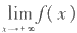 lim f(x)
x→+∞